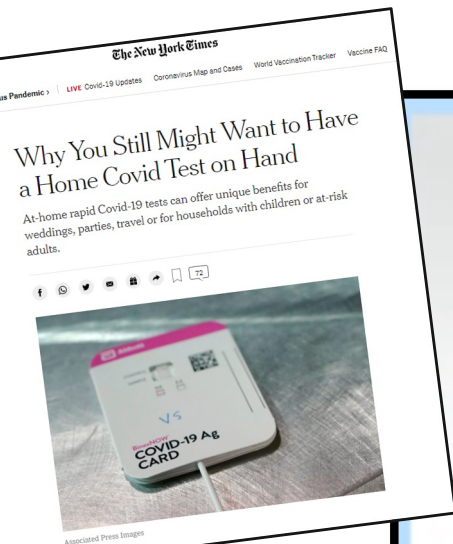 The New York Times
us Pandemic ›
LIVE Covid-19 Updates
Coronavirus Map and Cases
World Vaccination Tracker
Vaccine FAQ
Why You Still Might Want to Have
a Home Covid Test on Hand
At-home rapid Covid-19 tests can offer unique benefits for
weddings, parties, travel or for households with children or at-risk
adults.
72
Abbott
VS
BinaxNOW
COVID-19 Ag
CARD
Associated Press Images